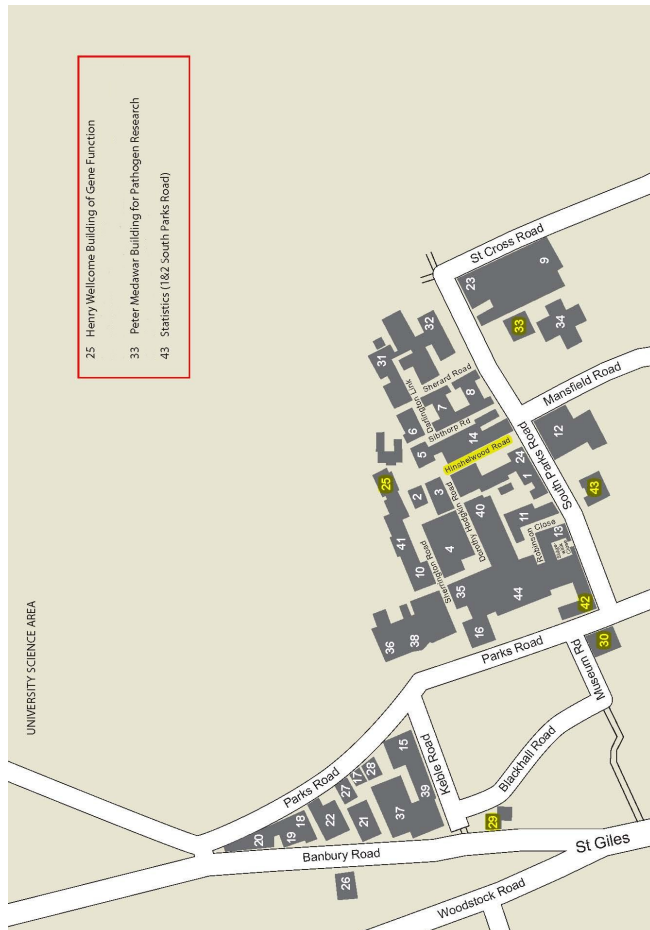 UNIVERSITY SCIENCE AREA
25 Henry Wellcome Building of Gene Function
33 Peter Medawar Building for Pathogen Research
43 Statistics (1&2 South Parks Road)
St Cross Road
23
9
33
34
Mansfield Road
12
43
South Parks Road
32
31
Darlington Link
Sherard Road
8
7
6
Sibthorp Rd
14
5
Hinshelwood Road
24
1
25
2
3
Dorothy Hodgkin Road
40
11
Robinson Close
13
41
10
4
Sherrington Road
35
44
42
16
36
38
Parks Road
30
Museum Rd
Blackhall Road
Keble Road
15
39
37
28
17
27
21
22
18
19
20
Parks Road
29
Banbury Road
26
St Giles
Woodstock Road